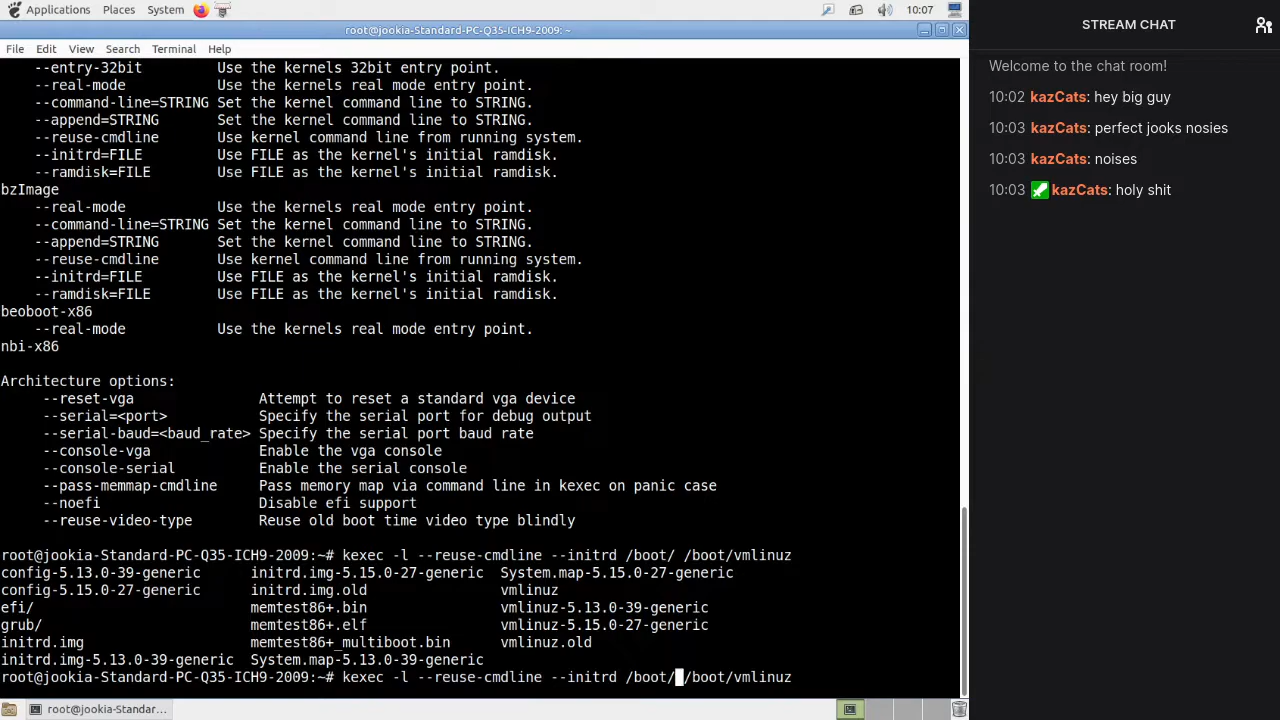 Applications Places System 10:07
root@jookia-Standard-PC-Q35-ICH9-2009: ~
File Edit View Search Terminal Help
--entry-32bit Use the kernels 32bit entry point.
--real-mode Use the kernels real mode entry point.
--command-line=STRING Set the kernel command line to STRING.
--append=STRING Set the kernel command line to STRING.
--reuse-cmdline Use kernel command line from running system.
--initrd=FILE Use FILE as the kernel's initial ramdisk.
--ramdisk=FILE Use FILE as the kernel's initial ramdisk.
bzImage
--real-mode Use the kernels real mode entry point.
--command-line=STRING Set the kernel command line to STRING.
--append=STRING Set the kernel command line to STRING.
--reuse-cmdline Use kernel command line from running system.
--initrd=FILE Use FILE as the kernel's initial ramdisk.
--ramdisk=FILE Use FILE as the kernel's initial ramdisk.
beoboot-x86
--real-mode Use the kernels real mode entry point.
nbi-x86
Architecture options:
--reset-vga Attempt to reset a standard vga device
--serial=<port> Specify the serial port for debug output
--serial-baud=<baud_rate> Specify the serial port baud rate
--console-vga Enable the vga console
--console-serial Enable the serial console
--pass-memmap-cmdline Pass memory map via command line in kexec on panic case
--noefi Disable efi support
--reuse-video-type Reuse old boot time video type blindly
root@jookia-Standard-PC-Q35-ICH9-2009:~# kexec -l --reuse-cmdline --initrd /boot/ /boot/vmlinuz
config-5.13.0-39-generic initrd.img-5.15.0-27-generic System.map-5.15.0-27-generic
config-5.15.0-27-generic initrd.img.old vmlinuz
efi/ memtest86+.bin vmlinuz-5.13.0-39-generic
grub/ memtest86+.elf vmlinuz-5.15.0-27-generic
initrd.img memtest86+_multiboot.bin vmlinuz.old
initrd.img-5.13.0-39-generic System.map-5.13.0-39-generic
root@jookia-Standard-PC-Q35-ICH9-2009:~# kexec -l --reuse-cmdline --initrd /boot/ /boot/vmlinuz
root@jookia-Standar...
STREAM CHAT
Welcome to the chat room!
10:02 kazCats: hey big guy
10:03 kazCats: perfect jooks nosies
10:03 kazCats: noises
10:03 kazCats: holy shit